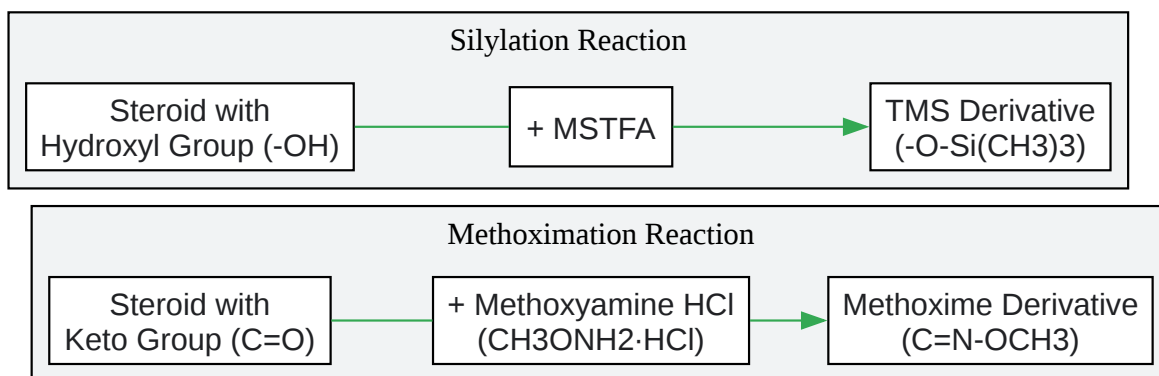 Silylation Reaction
Steroid with
Hydroxyl Group (-OH)
+ MSTFA
TMS Derivative
(-O-Si(CH3)3)
Methoximation Reaction
Steroid with
Keto Group (C=O)
+ Methoxyamine HCl
(CH3ONH2·HCl)
Methoxime Derivative
(C=N-OCH3)